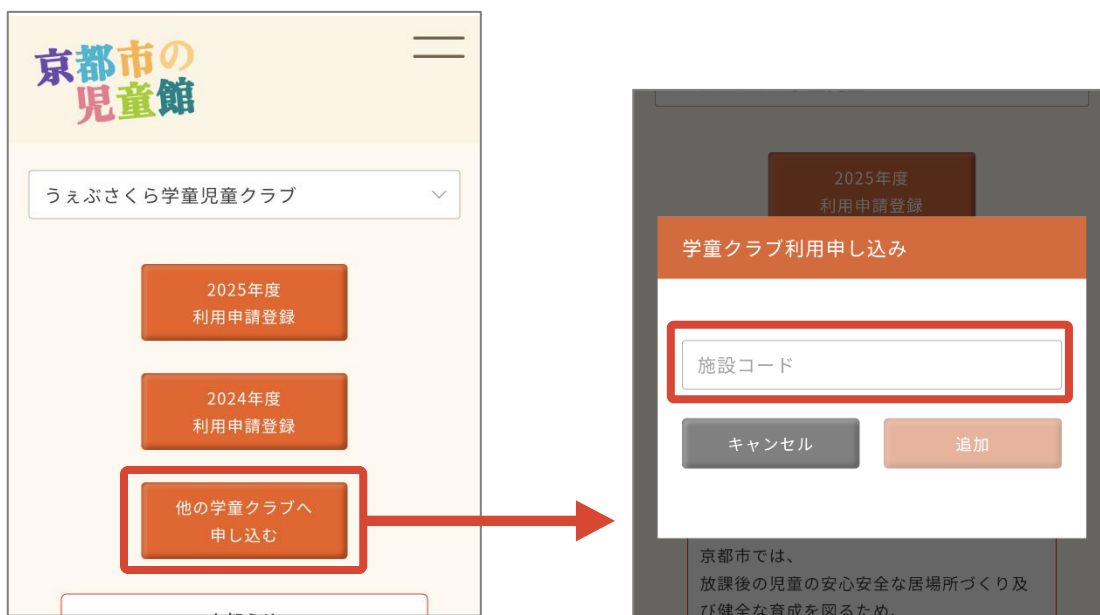 京都市の
児童館
うぇぶさくら学童児童クラブ
2025年度
利用申請登録
2024年度
利用申請登録
他の学童クラブへ
申し込む
2025年度
利用申請登録
学童クラブ利用申し込み
施設コード
キャンセル
追加
京都市では、
放課後の児童の安心安全な居場所づくり及
び健全な育成を図るため、